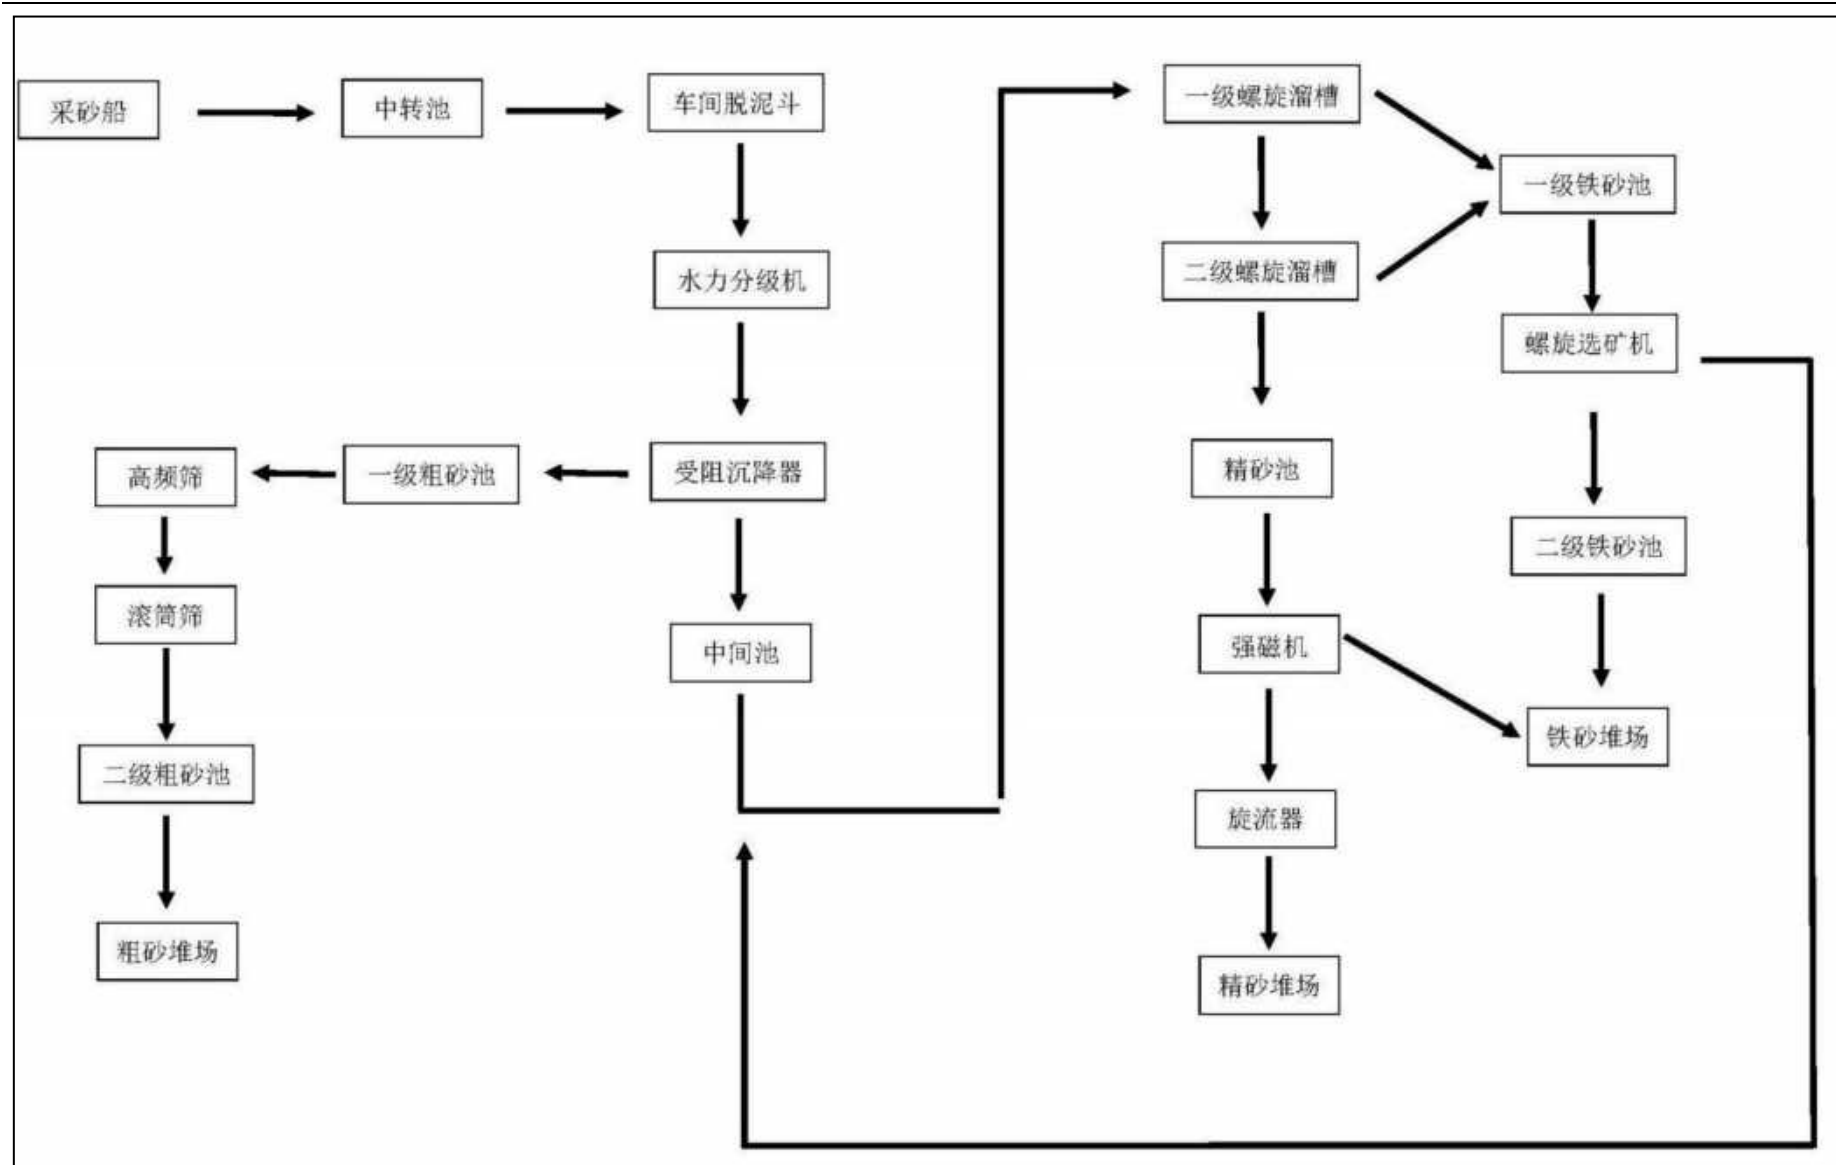 采砂船
中转池
车间脱泥斗
水力分级机
受阻沉降器
一级粗砂池
高频筛
滚筒筛
二级粗砂池
粗砂堆场
中间池
一级螺旋溜槽
二级螺旋溜槽
一级铁砂池
螺旋选矿机
二级铁砂池
铁砂堆场
精砂池
强磁机
旋流器
精砂堆场